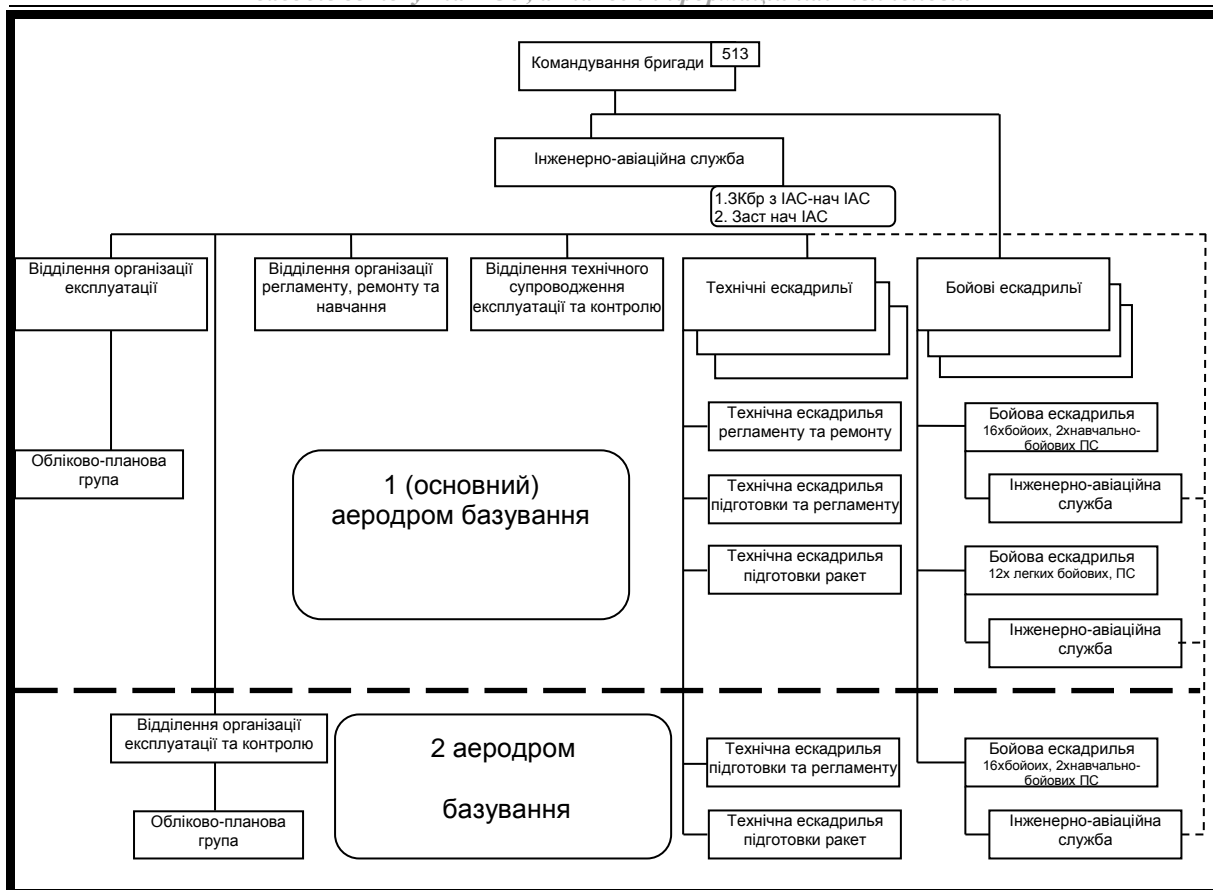 Командування бригади
513
Інженерно-авіаційна служба
1.ЗКбр з ІАС-нач ІАС
2. Заст нач ІАС
Відділення організації
експлуатації
Відділення організації
регламенту, ремонту та
навчання
Відділення технічного
супроводження
експлуатації та контролю
Технічні ескадрильї
Бойові ескадрильї
Обліково-планова
група
1 (основний)
аеродром базування
Технічна ескадрилья
регламенту та ремонту
Технічна ескадрилья
підготовки та регламенту
Технічна ескадрилья
підготовки ракет
Бойова ескадрилья
16хбойоих, 2хнавчально-
бойових ПС
Інженерно-авіаційна
служба
Бойова ескадрилья
12х легких бойових, ПС
Інженерно-авіаційна
служба
Відділення організації
експлуатації та контролю
Обліково-планова
група
2 аеродром
базування
Технічна ескадрилья
підготовки та регламенту
Технічна ескадрилья
підготовки ракет
Бойова ескадрилья
16хбойоих, 2хнавчально-
бойових ПС
Інженерно-авіаційна
служба